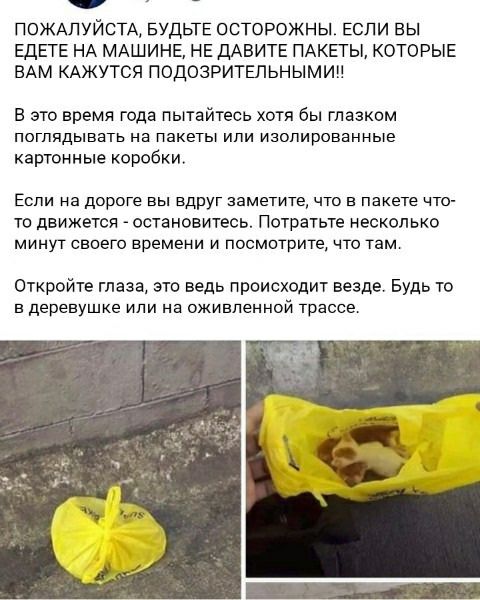 ПОЖАЛУЙСТА, БУДЬТЕ ОСТОРОЖНЫ. ЕСЛИ ВЫ
ЕДЕТЕ НА МАШИНЕ, НЕ ДАВИТЕ ПАКЕТЫ, КОТОРЫЕ
ВАМ КАЖУТСЯ ПОДОЗРИТЕЛЬНЫМИ!!
В это время года пытайтесь хотя бы глазком
поглядывать на пакеты или изолированные
картонные коробки.
Если на дороге вы вдруг заметите, что в пакете что-
то движется - остановитесь. Потратьте несколько
минут своего времени и посмотрите, что там.
Откройте глаза, это ведь происходит везде. Будь то
в деревушке или на оживленной трассе.